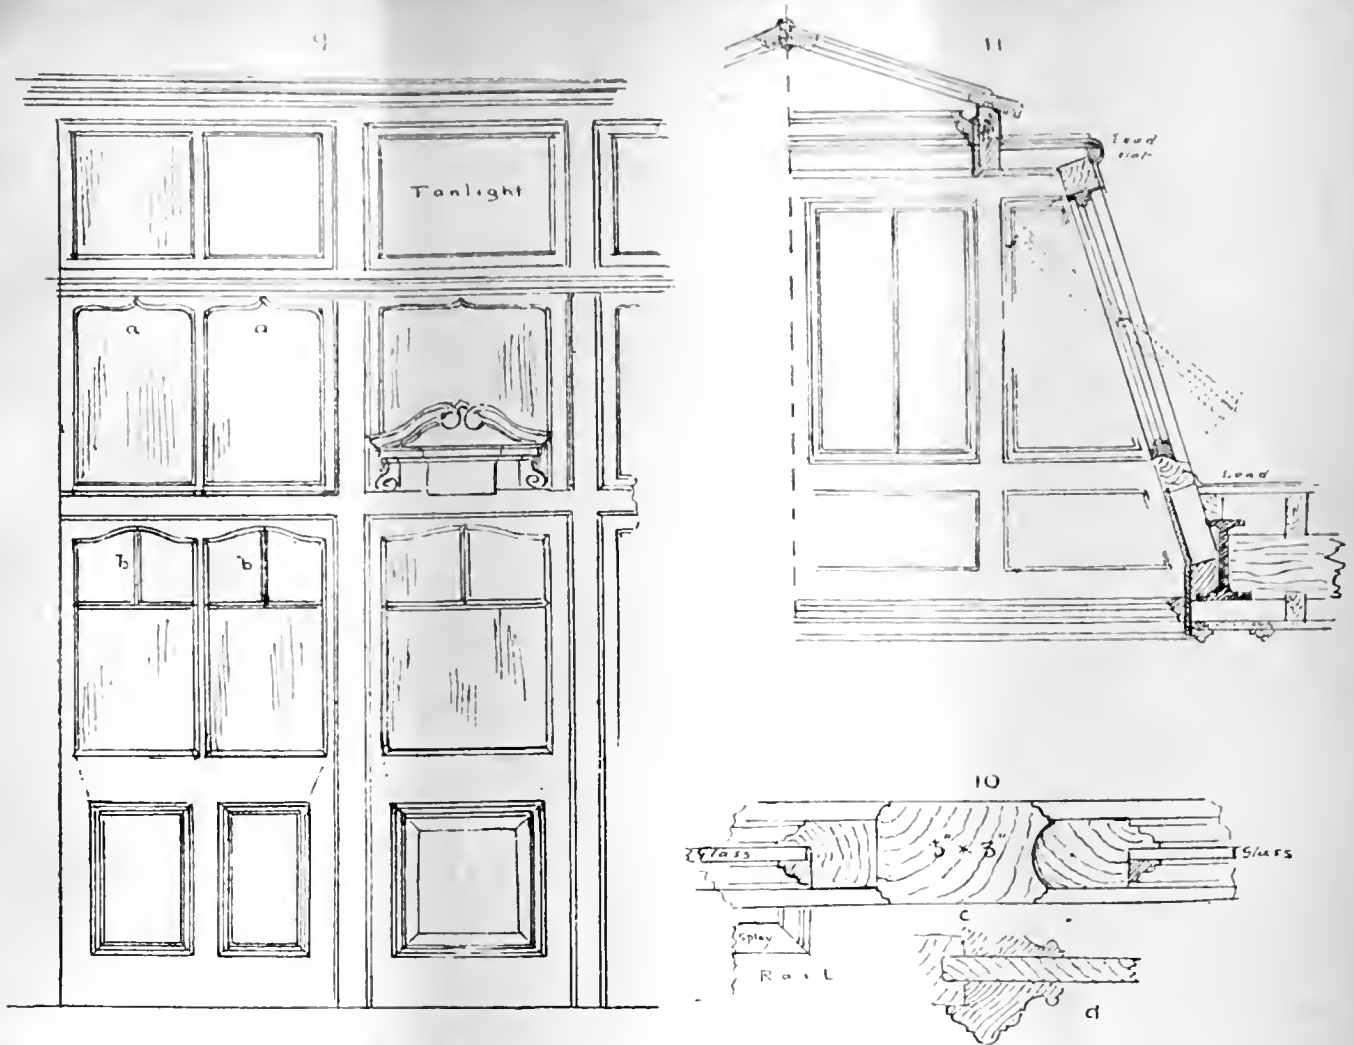 9
Fanlight
a
a
b
b
11
Lead
flat
Lead
10
Glass
3" × 3"
Glass
Splay
Rail
c
d